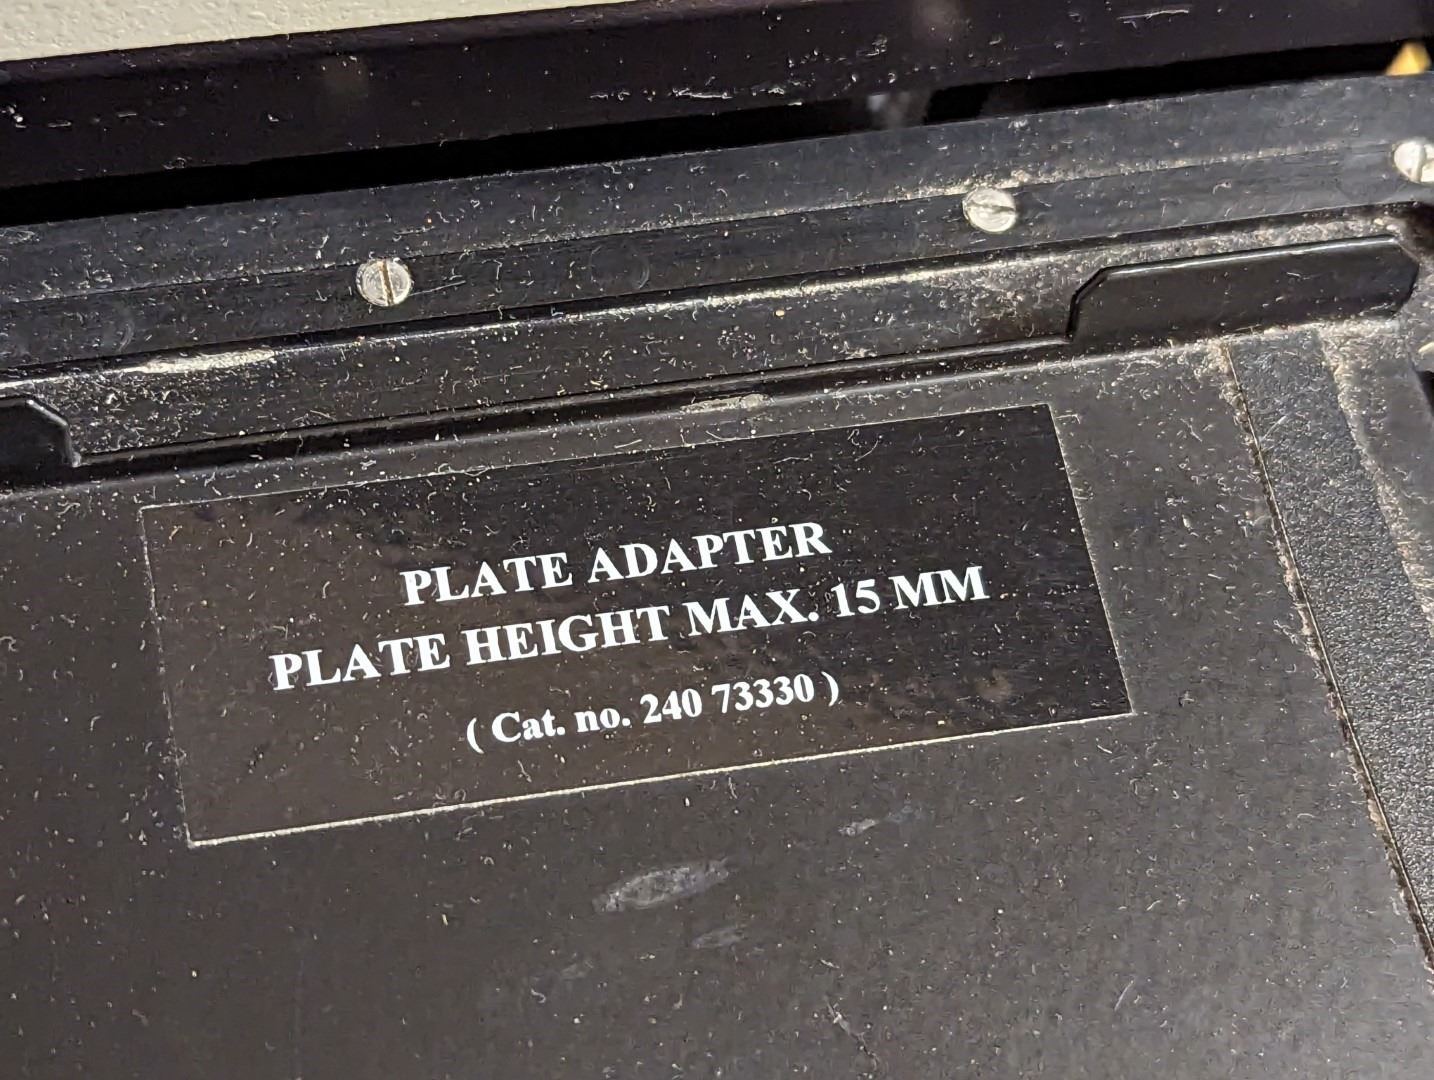 PLATE ADAPTER
PLATE HEIGHT MAX. 15 MM
( Cat. no. 240 73330 )